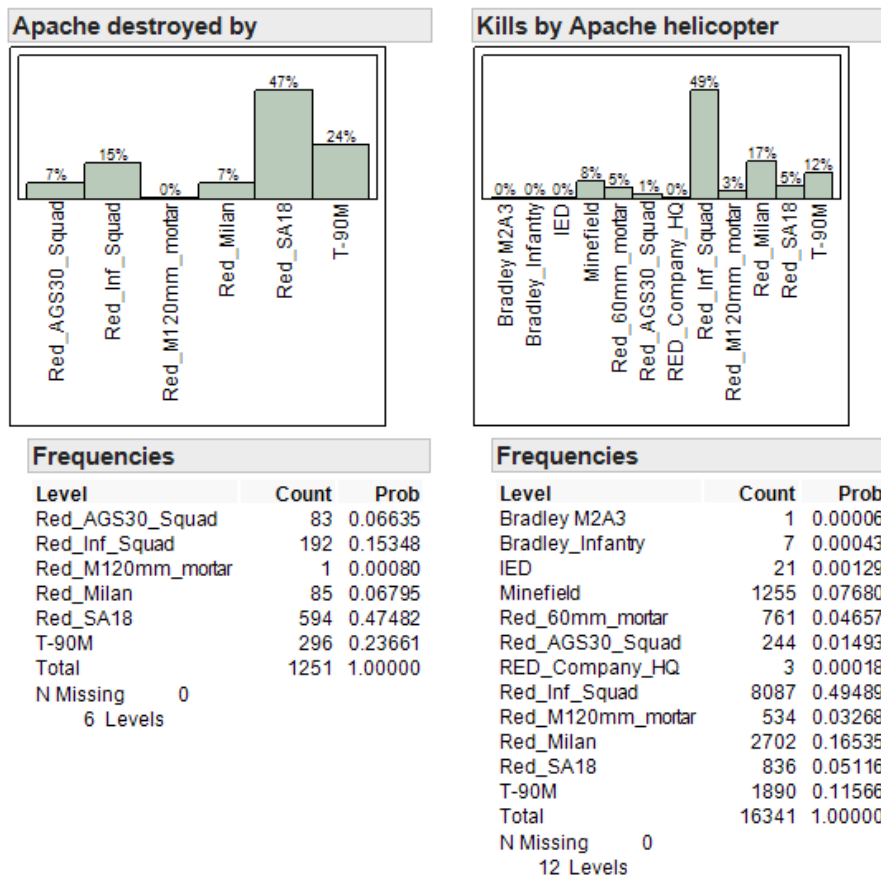 Apache destroyed by
47%
24%
15%
7%
0%
7%
Red_AGS30_Squad
Red_Inf_Squad
Red_M120mm_mortar
Red_Milan
Red_SA18
T-90M
Frequencies
Level Count Prob
Red_AGS30_Squad 83 0.06635
Red_Inf_Squad 192 0.15348
Red_M120mm_mortar 1 0.00080
Red_Milan 85 0.06795
Red_SA18 594 0.47482
T-90M 296 0.23661
Total 1251 1.00000
N Missing 0
6 Levels
Kills by Apache helicopter
49%
17%
12%
0% 0% 0% 8% 5% 1% 0% 3% 5%
Bradley M2A3
Bradley_Infantry
IED
Minefield
Red_60mm_mortar
Red_AGS30_Squad
RED_Company_HQ
Red_Inf_Squad
Red_M120mm_mortar
Red_Milan
Red_SA18
T-90M
Frequencies
Level Count Prob
Bradley M2A3 1 0.00006
Bradley_Infantry 7 0.00043
IED 21 0.00129
Minefield 1255 0.07680
Red_60mm_mortar 761 0.04657
Red_AGS30_Squad 244 0.01493
RED_Company_HQ 3 0.00018
Red_Inf_Squad 8087 0.49489
Red_M120mm_mortar 534 0.03268
Red_Milan 2702 0.16535
Red_SA18 836 0.05116
T-90M 1890 0.11566
Total 16341 1.00000
N Missing 0
12 Levels